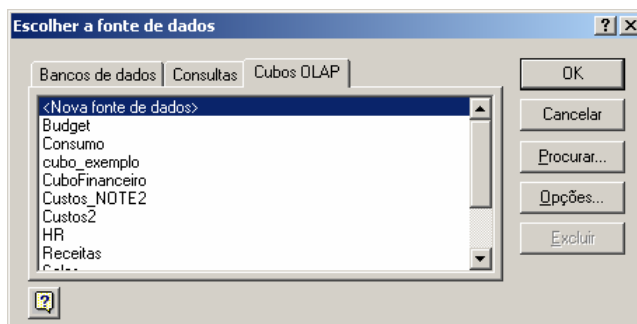 Escolher a fonte de dados
Bancos de dados Consultas Cubos OLAP
<Nova fonte de dados>
Budget
Consumo
cubo_exemplo
CuboFinanceiro
Custos_NOTE2
Custos2
HR
Receitas
OK
Cancelar
Procurar...
Opções...
Excluir